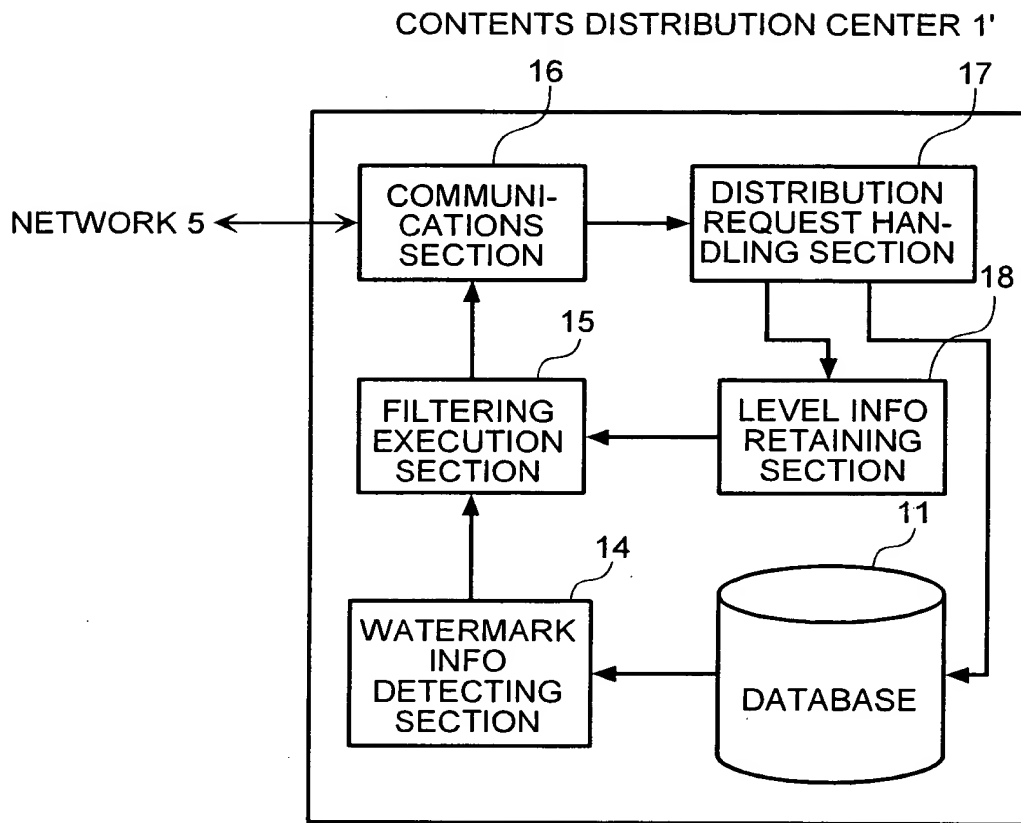 CONTENTS DISTRIBUTION CENTER 1'
16
17
COMMUNI-
CATIONS
SECTION
DISTRIBUTION
REQUEST HAN-
DLING SECTION
NETWORK 5
15
18
FILTERING
EXECUTION
SECTION
LEVEL INFO
RETAINING
SECTION
14
11
WATERMARK
INFO
DETECTING
SECTION
DATABASE